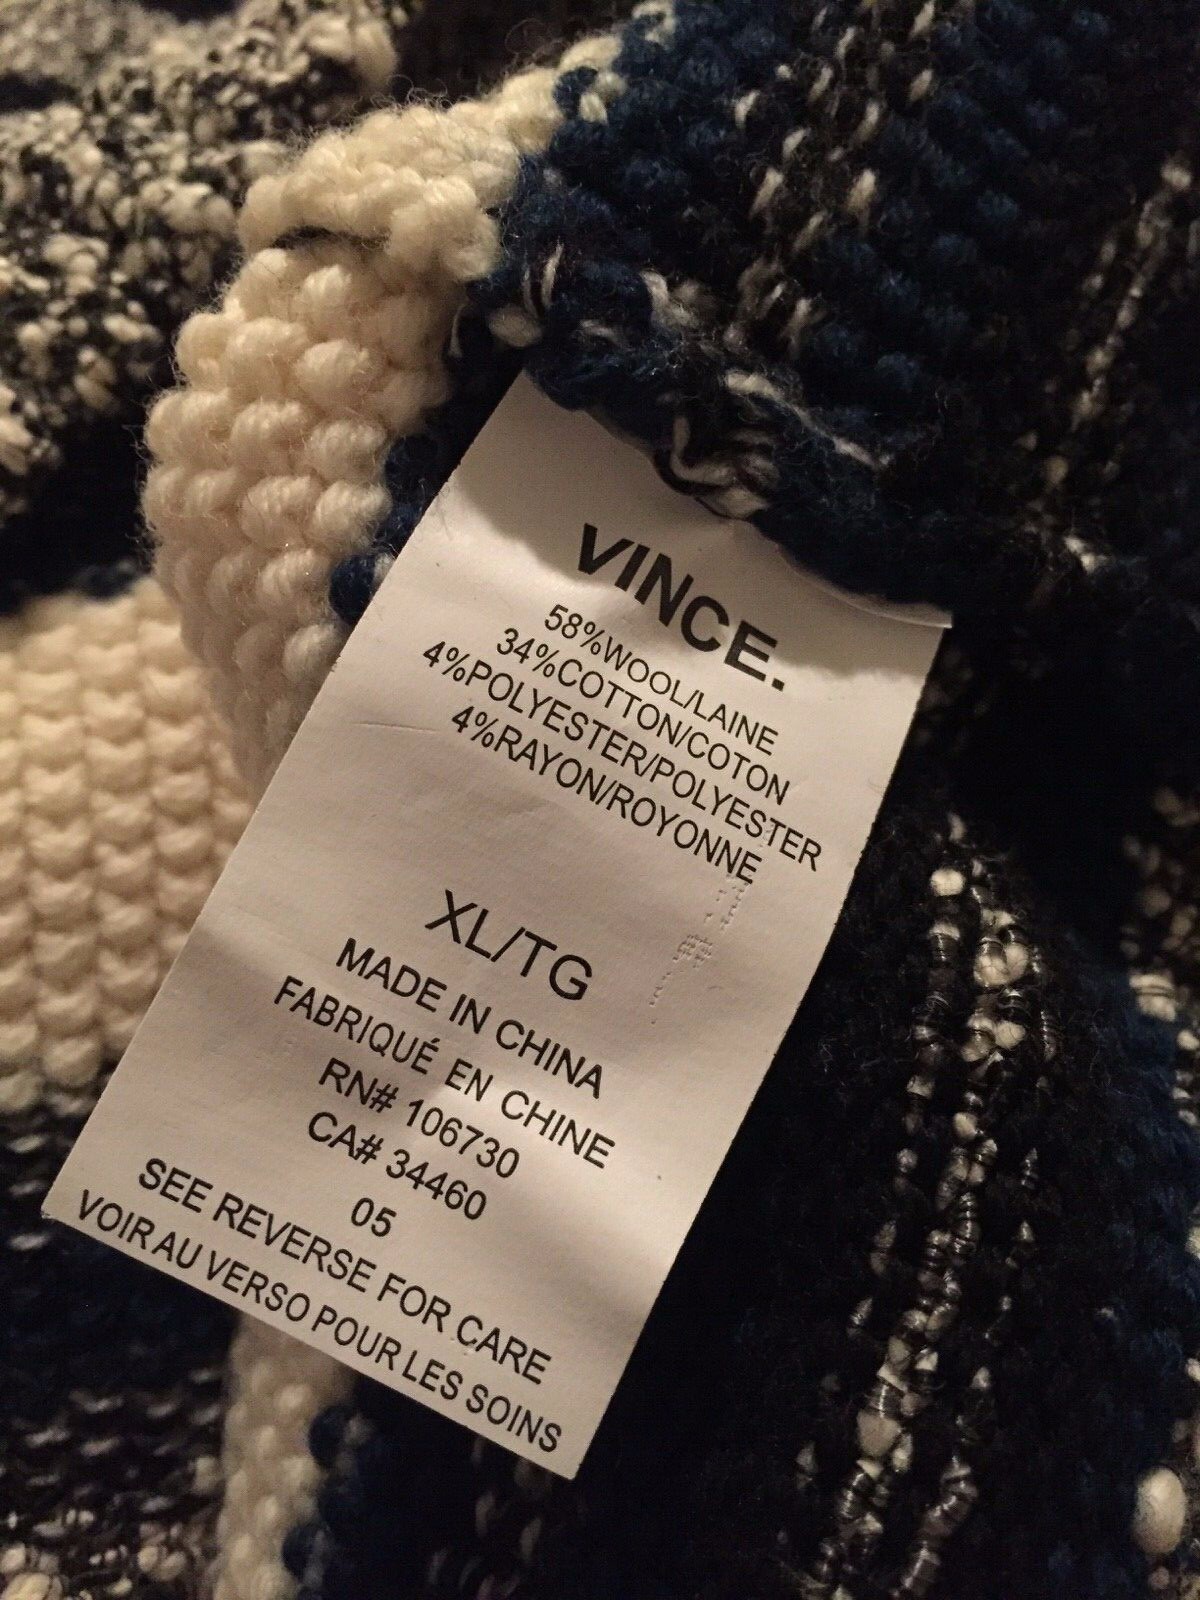 VINCE.
58%WOOL/LAINE
34%COTTON/COTON
4%POLYESTER/POLYESTER
4%RAYON/ROYONNE
XL/TG
MADE IN CHINA
FABRIQUÉ EN CHINE
RN# 106730
CA# 34460
05
SEE REVERSE FOR CARE
VOIR AU VERSO POUR LES SOINS